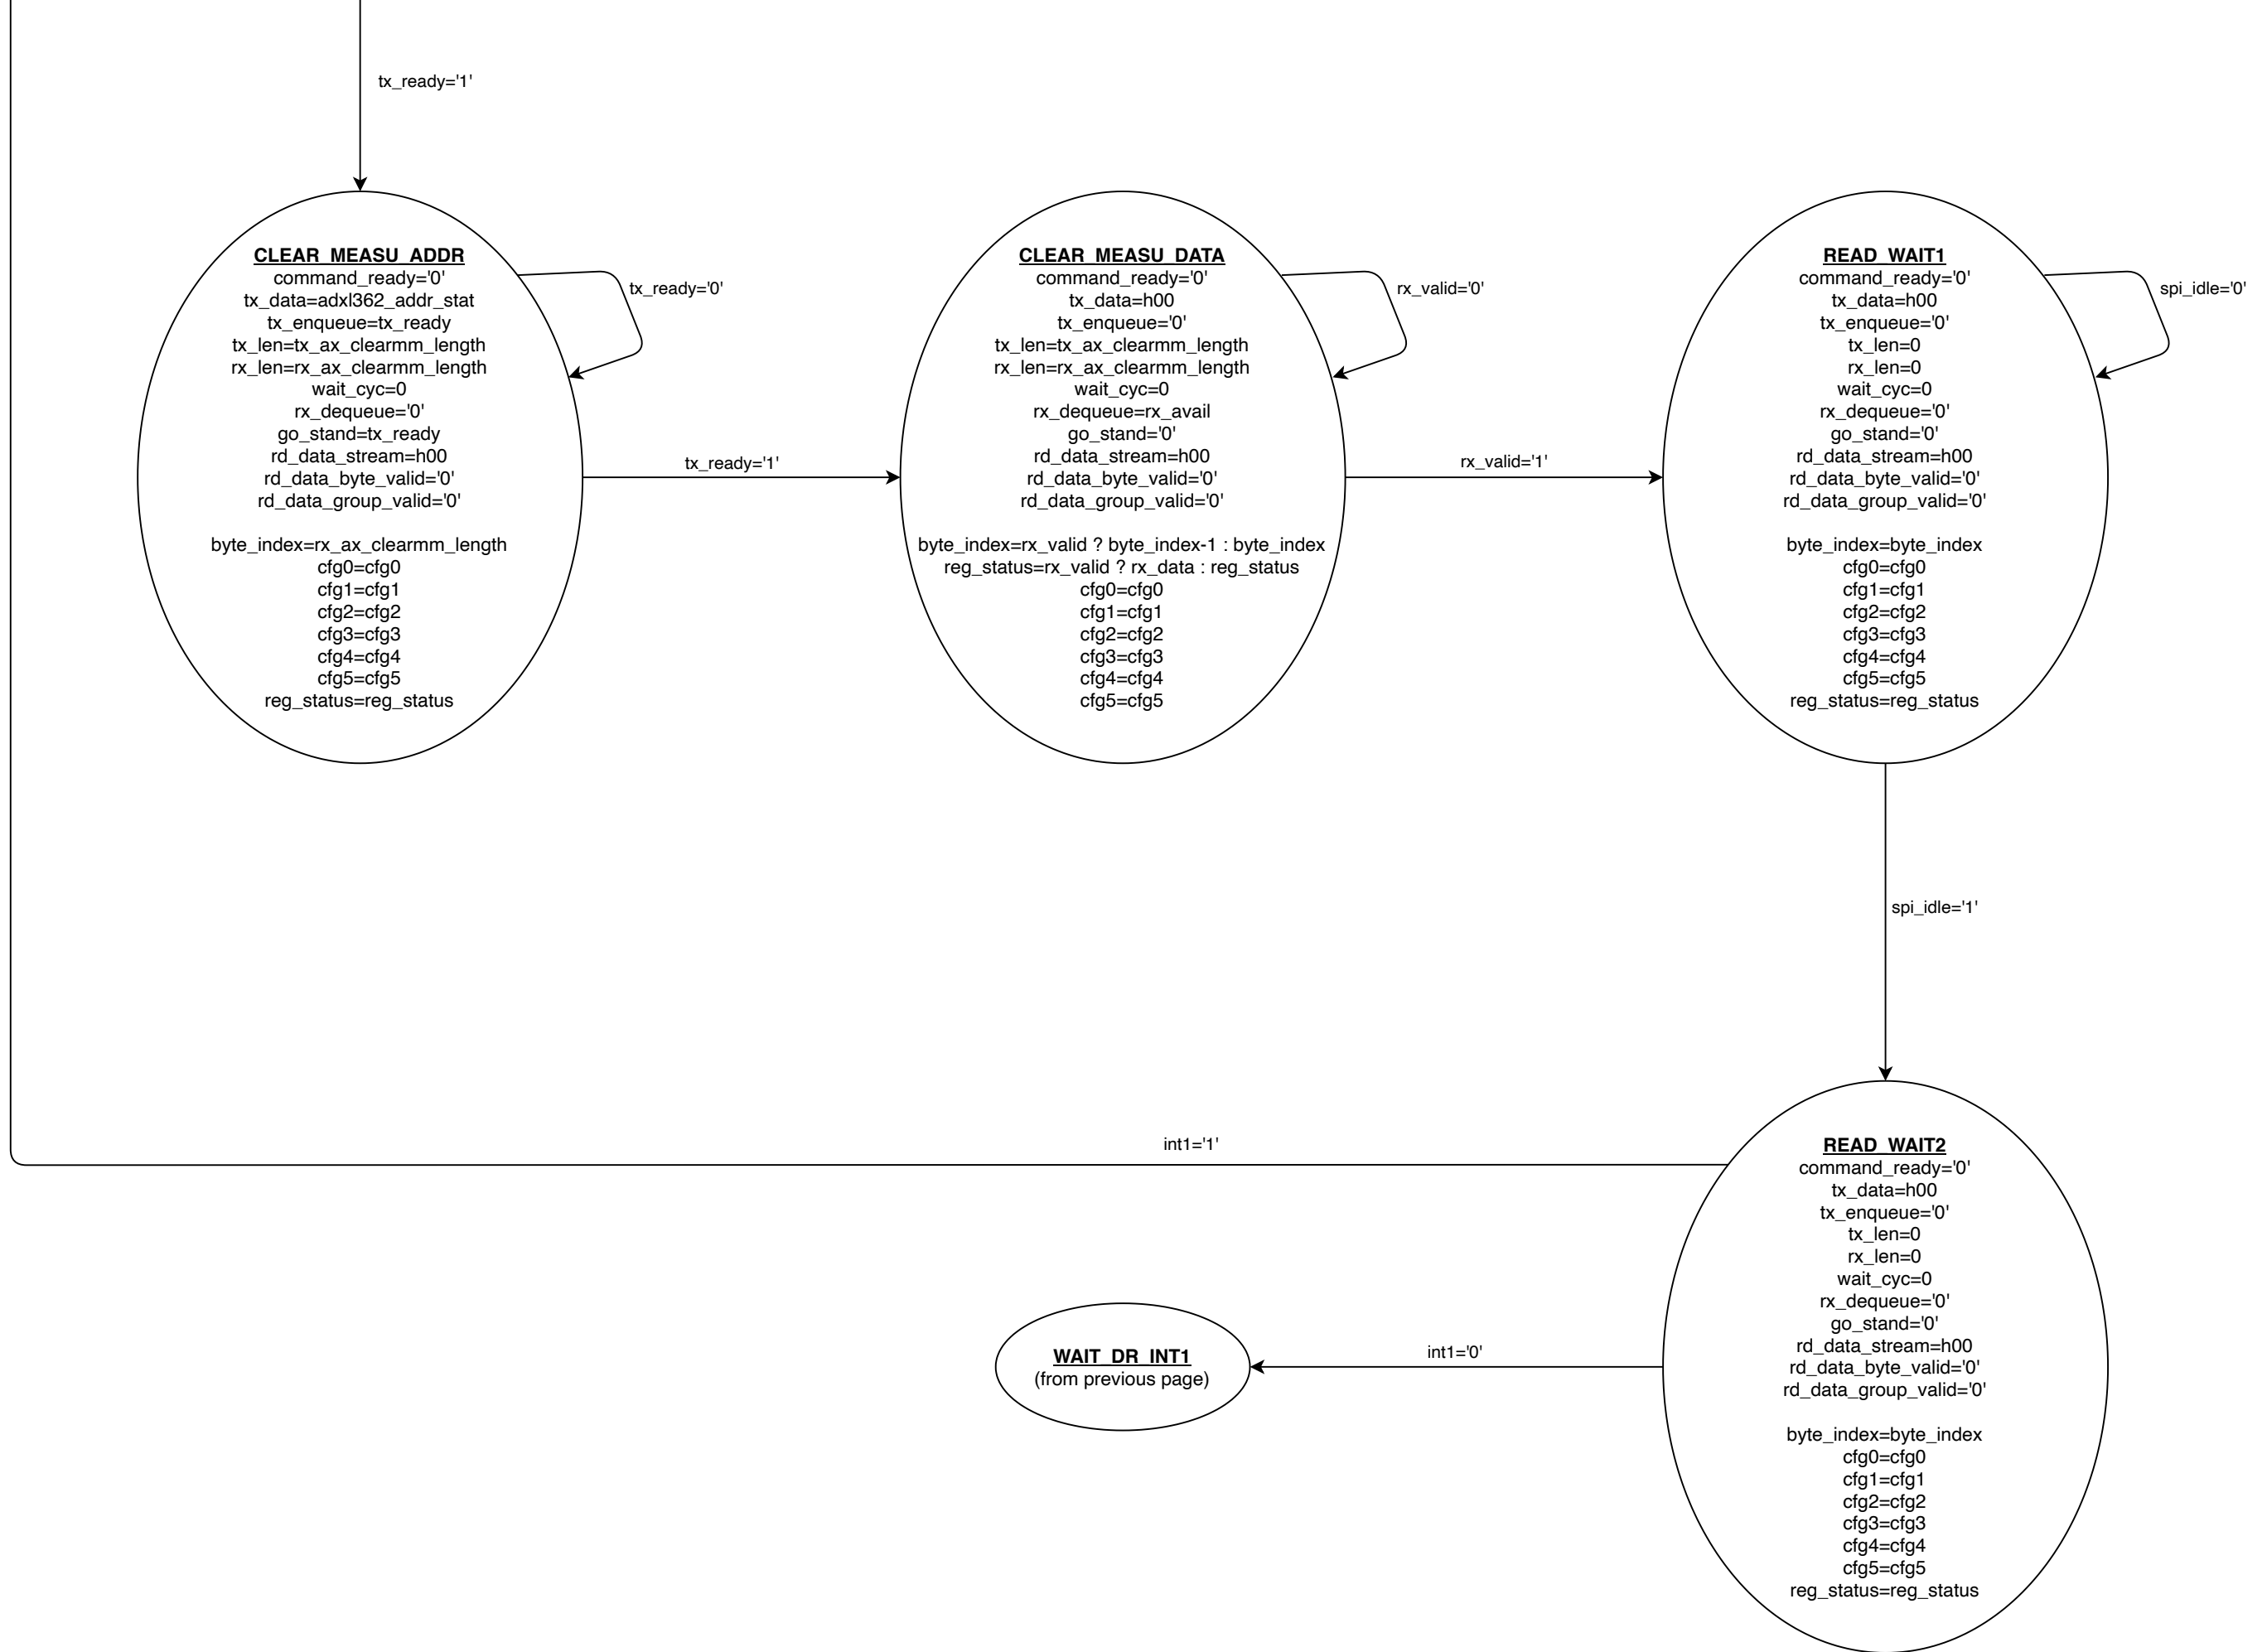 tx_ready='1'
CLEAR_MEASU_ADDR
command_ready='0'
tx_data=adxl362_addr_stat
tx_enqueue=tx_ready
tx_len=tx_ax_clearmm_length
rx_len=rx_ax_clearmm_length
wait_cyc=0
rx_dequeue='0'
go_stand=tx_ready
rd_data_stream=h00
rd_data_byte_valid='0'
rd_data_group_valid='0'
byte_index=rx_ax_clearmm_length
cfg0=cfg0
cfg1=cfg1
cfg2=cfg2
cfg3=cfg3
cfg4=cfg4
cfg5=cfg5
reg_status=reg_status
tx_ready='0'
tx_ready='1'
CLEAR_MEASU_DATA
command_ready='0'
tx_data=h00
tx_enqueue='0'
tx_len=tx_ax_clearmm_length
rx_len=rx_ax_clearmm_length
wait_cyc=0
rx_dequeue=rx_avail
go_stand='0'
rd_data_stream=h00
rd_data_byte_valid='0'
rd_data_group_valid='0'
byte_index=rx_valid ? byte_index-1 : byte_index
reg_status=rx_valid ? rx_data : reg_status
cfg0=cfg0
cfg1=cfg1
cfg2=cfg2
cfg3=cfg3
cfg4=cfg4
cfg5=cfg5
rx_valid='0'
rx_valid='1'
READ_WAIT1
command_ready='0'
tx_data=h00
tx_enqueue='0'
tx_len=0
rx_len=0
wait_cyc=0
rx_dequeue='0'
go_stand='0'
rd_data_stream=h00
rd_data_byte_valid='0'
rd_data_group_valid='0'
byte_index=byte_index
cfg0=cfg0
cfg1=cfg1
cfg2=cfg2
cfg3=cfg3
cfg4=cfg4
cfg5=cfg5
reg_status=reg_status
spi_idle='0'
spi_idle='1'
int1='1'
READ_WAIT2
command_ready='0'
tx_data=h00
tx_enqueue='0'
tx_len=0
rx_len=0
wait_cyc=0
rx_dequeue='0'
go_stand='0'
rd_data_stream=h00
rd_data_byte_valid='0'
rd_data_group_valid='0'
byte_index=byte_index
cfg0=cfg0
cfg1=cfg1
cfg2=cfg2
cfg3=cfg3
cfg4=cfg4
cfg5=cfg5
reg_status=reg_status
int1='0'
WAIT_DR_INT1
(from previous page)